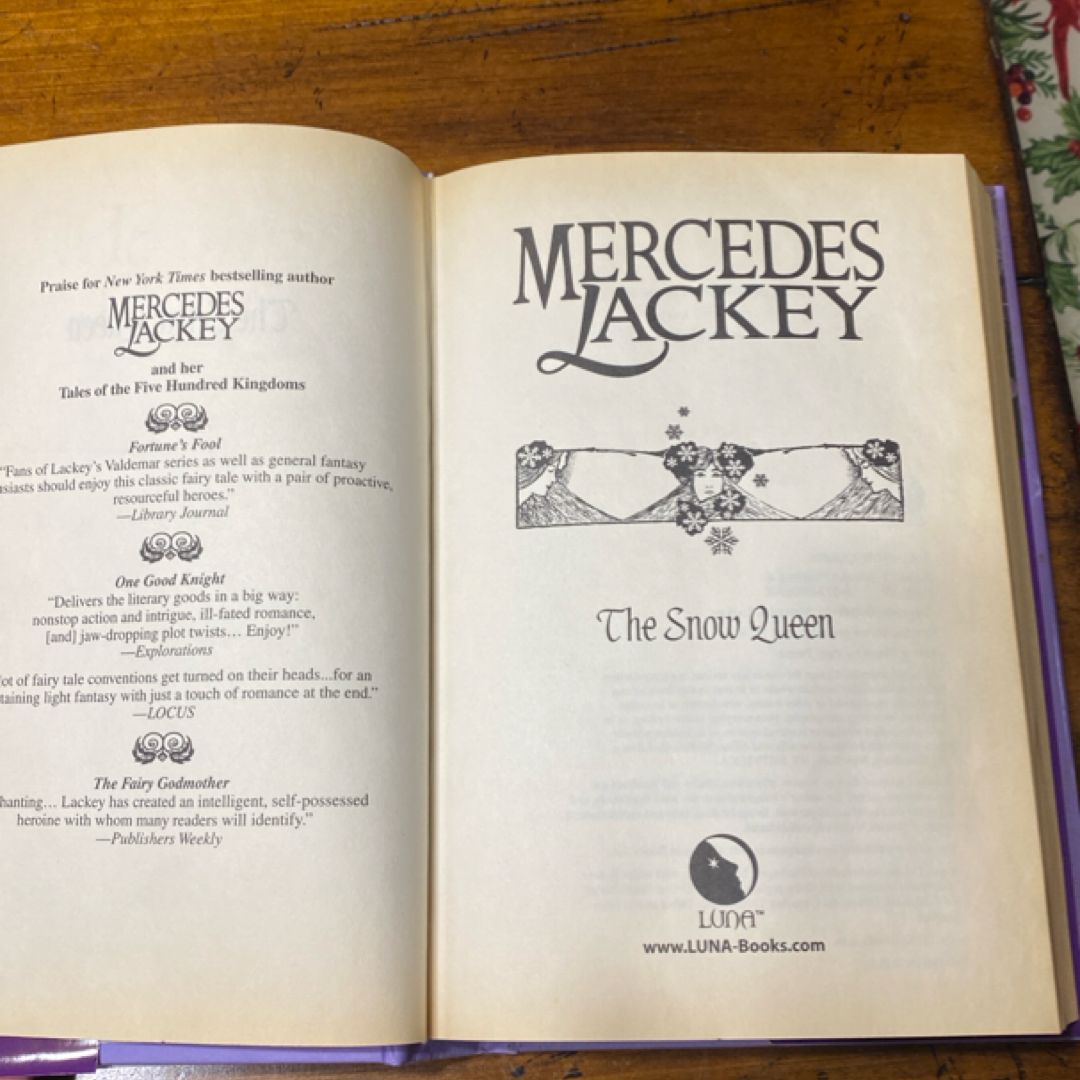 Praise for New York Times bestselling author
MERCEDES
LACKEY
and her
Tales of the Five Hundred Kingdoms
Fortune's Fool
"Fans of Lackey's Valdemar series as well as general fantasy
should enjoy this classic fairy tale with a pair of proactive,
resourceful heroes."
—Library Journal
One Good Knight
"Delivers the literary goods in a big way:
nonstop action and intrigue, ill-fated romance,
[and] jaw-dropping plot twists… Enjoy!"
—Explorations
of fairy tale conventions get turned on their heads...for an
light fantasy with just a touch of romance at the end."
—LOCUS
The Fairy Godmother
Lackey has created an intelligent, self-possessed
heroine with whom many readers will identify."
—Publishers Weekly
MERCEDES
LACKEY
The Snow Queen
LUNA™
www.LUNA-Books.com